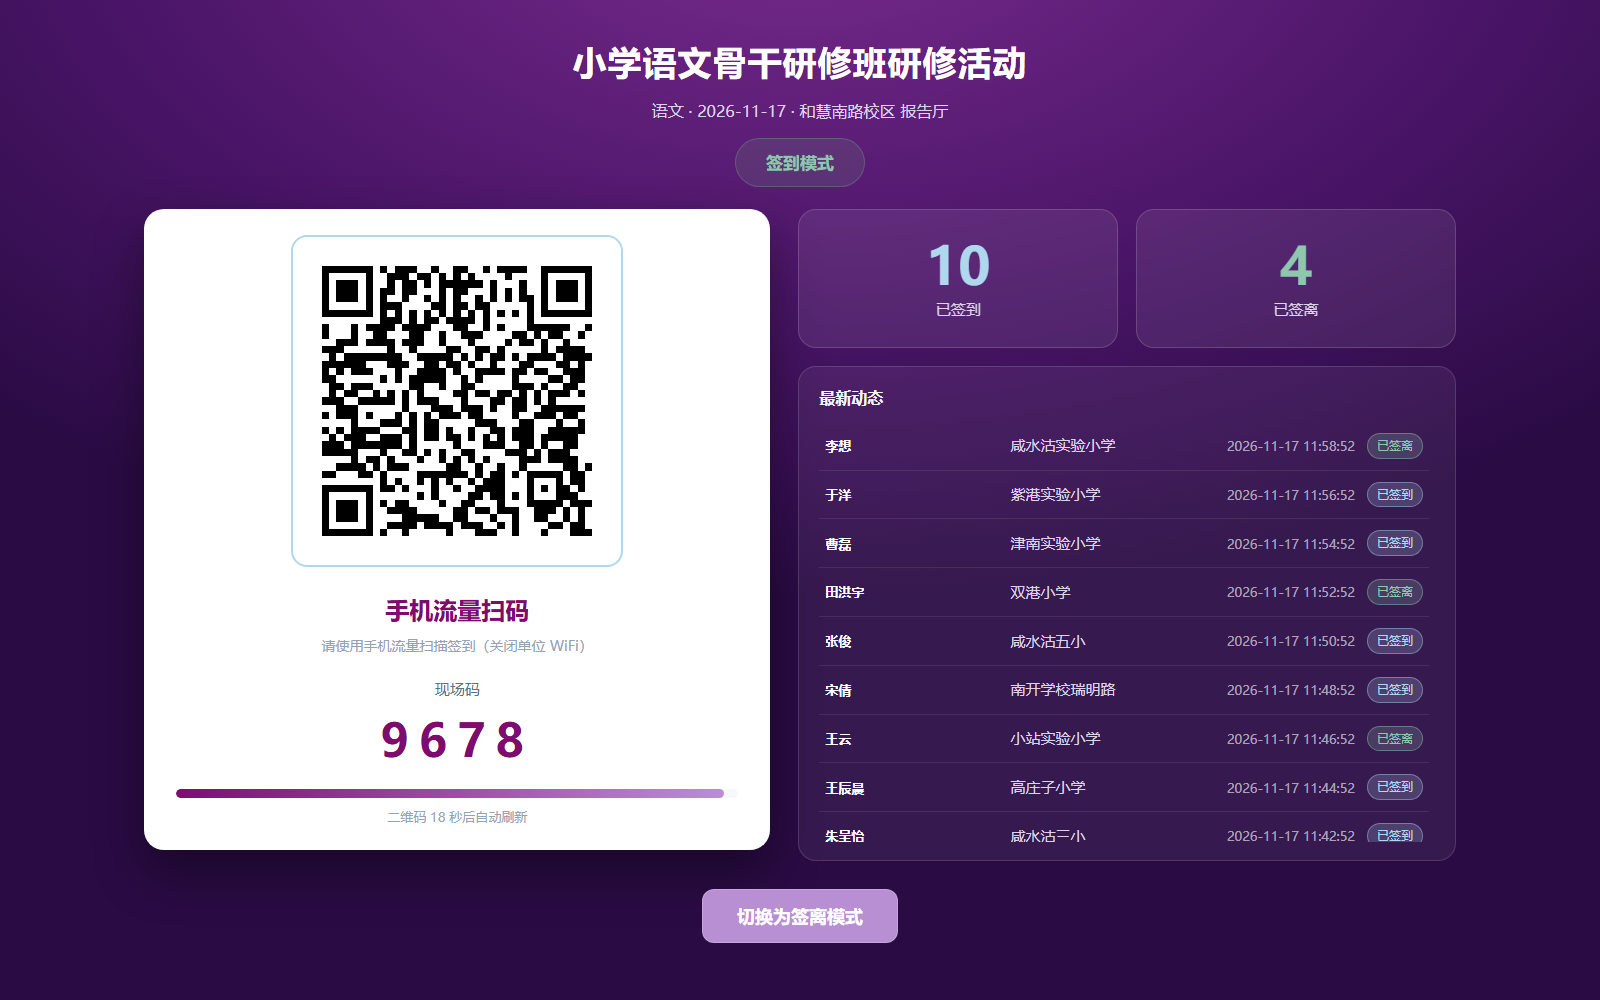 小学语文骨干研修班研修活动
语文 · 2026-11-17 · 和慧南路校区 报告厅
签到模式
手机流量扫码
请使用手机流量扫描签到（关闭单位 WiFi）
现场码
9678
二维码 18 秒后自动刷新
10
已签到
4
已签离
最新动态
李想 咸水沽实验小学 2026-11-17 11:58:52 已签离
于洋 紫港实验小学 2026-11-17 11:56:52 已签到
曹磊 津南实验小学 2026-11-17 11:54:52 已签到
田洪宇 双港小学 2026-11-17 11:52:52 已签离
张俊 咸水沽五小 2026-11-17 11:50:52 已签到
宋倩 南开学校瑞明路 2026-11-17 11:48:52 已签到
王云 小站实验小学 2026-11-17 11:46:52 已签离
王辰晨 高庄子小学 2026-11-17 11:44:52 已签到
朱呈怡 咸水沽三小 2026-11-17 11:42:52 已签到
切换为签离模式